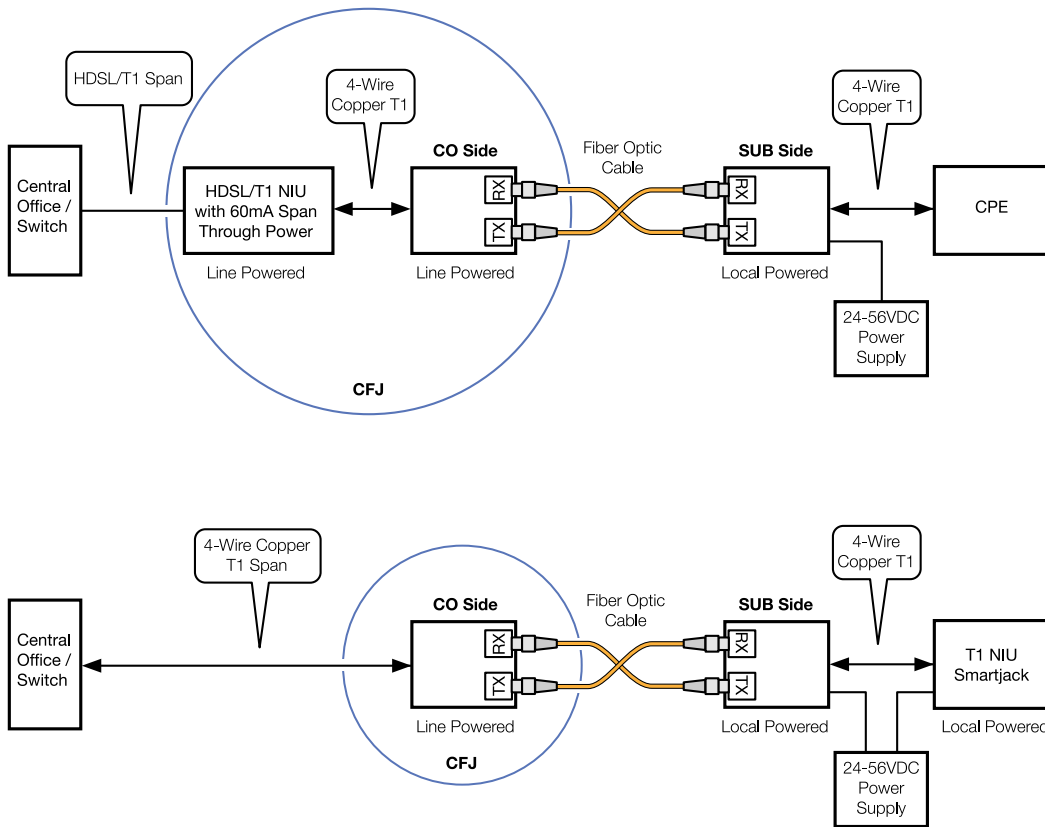 HDSL/T1 Span
4-Wire
Copper T1
4-Wire
Copper T1
Central
Office /
Switch
HDSL/T1 NIU
with 60mA Span
Through Power
Line Powered
CO Side
RX
TX
Line Powered
Fiber Optic
Cable
SUB Side
RX
TX
Local Powered
CPE
24-56VDC
Power
Supply
CFJ
4-Wire Copper
T1 Span
4-Wire
Copper T1
Central
Office /
Switch
CO Side
RX
TX
Line Powered
CFJ
Fiber Optic
Cable
SUB Side
RX
TX
Local Powered
T1 NIU
Smartjack
Local Powered
24-56VDC
Power
Supply